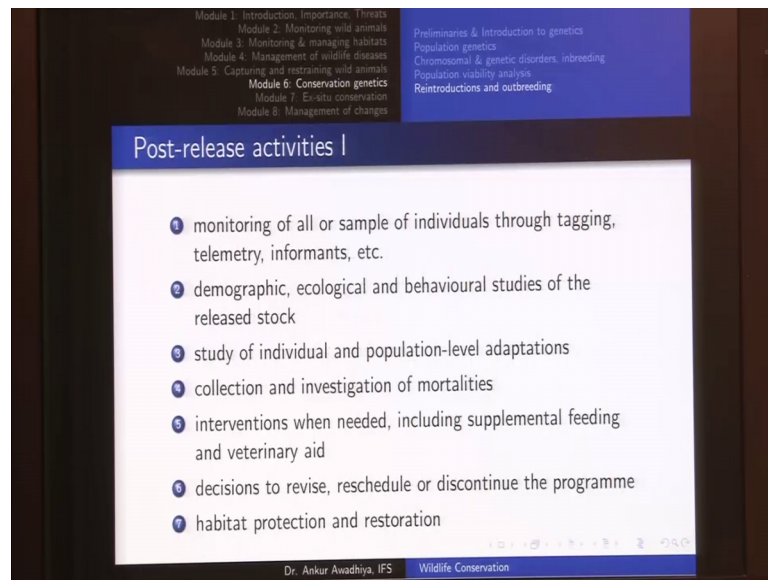 Module 1: Introduction, Importance, Threats
Module 2: Monitoring wild animals
Module 3: Monitoring & managing habitats
Module 4: Management of wildlife diseases
Module 5: Capturing and restraining wild animals
Module 6: Conservation genetics
Module 7: Ex-situ conservation
Module 8: Management of changes
Preliminaries & Introduction to genetics
Population genetics
Chromosomal & genetic disorders, inbreeding
Population viability analysis
Reintroductions and outbreeding
Post-release activities I
1 monitoring of all or sample of individuals through tagging,
telemetry, informants, etc.
2 demographic, ecological and behavioural studies of the
released stock
3 study of individual and population-level adaptations
4 collection and investigation of mortalities
5 interventions when needed, including supplemental feeding
and veterinary aid
6 decisions to revise, reschedule or discontinue the programme
7 habitat protection and restoration
Dr. Ankur Awadhiya, IFS
Wildlife Conservation